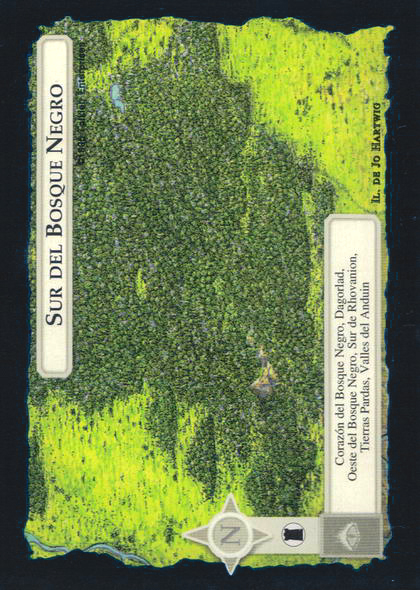 Sur del Bosque Negro
Il. de Jo Hartwig
Corazón del Bosque Negro, Dagorlad,
Oeste del Bosque Negro, Sur de Rhovanion,
Tierras Pardas, Valles del Anduin
N